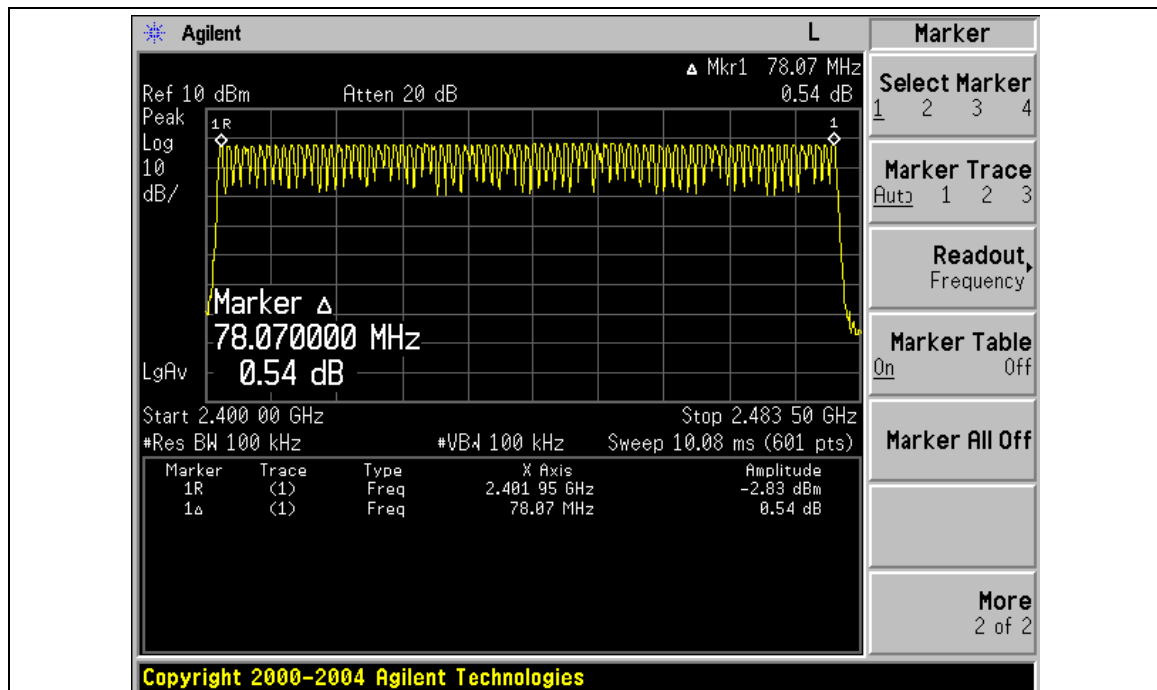 Agilent L Marker
Δ Mkr1 78.07 MHz
Ref 10 dBm Atten 20 dB 0.54 dB
Peak
Log
10
dB/
1R 1
Marker Δ
78.070000 MHz
0.54 dB
LgAv
Start 2.400 00 GHz Stop 2.483 50 GHz
#Res BW 100 kHz #VBW 100 kHz Sweep 10.08 ms (601 pts)
Marker Trace Type X Axis Amplitude
1R (1) Freq 2.401 95 GHz -2.83 dBm
1Δ (1) Freq 78.07 MHz 0.54 dB
Select Marker
1 2 3 4
Marker Trace
Auto 1 2 3
Readout
Frequency
Marker Table
On Off
Marker All Off
More
2 of 2
Copyright 2000-2004 Agilent Technologies